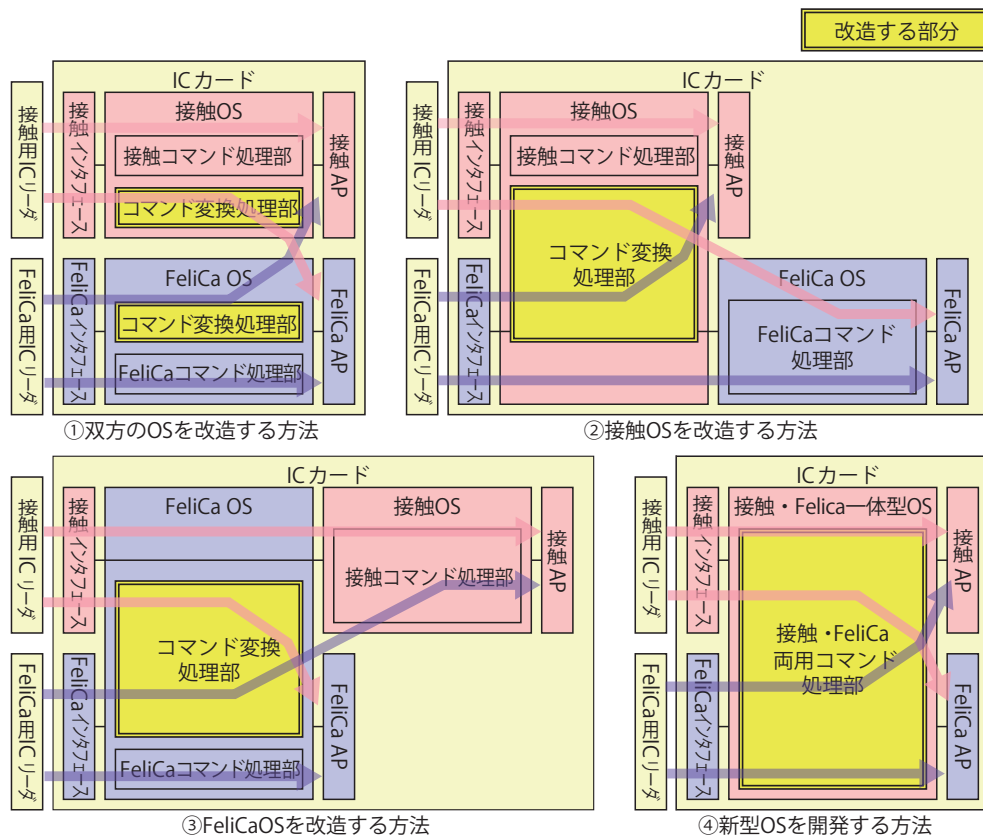 改造する部分
ICカード
接触用ICリーダ
接触インタフェース
接触OS
接触コマンド処理部
コマンド変換処理部
接触AP
FeliCa用ICリーダ
FeliCaインタフェース
FeliCa OS
コマンド変換処理部
FeliCaコマンド処理部
FeliCa AP
①双方のOSを改造する方法
ICカード
接触用ICリーダ
接触インタフェース
接触OS
接触コマンド処理部
コマンド変換
処理部
接触AP
FeliCa用ICリーダ
FeliCaインタフェース
FeliCa OS
FeliCaコマンド
処理部
FeliCa AP
②接触OSを改造する方法
ICカード
接触用ICリーダ
接触インタフェース
FeliCa OS
接触OS
接触コマンド処理部
接触AP
コマンド変換
処理部
FeliCa用ICリーダ
FeliCaインタフェース
FeliCaコマンド処理部
FeliCa AP
③FeliCaOSを改造する方法
ICカード
接触用ICリーダ
接触インタフェース
接触・Felica一体型OS
接触AP
接触・FeliCa
両用コマンド
処理部
FeliCa用ICリーダ
FeliCaインタフェース
FeliCa AP
④新型OSを開発する方法